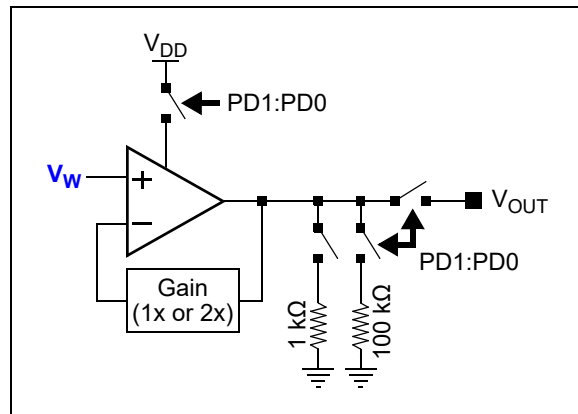 VDD
PD1:PD0
VW
+
−
VOUT
PD1:PD0
Gain
(1x or 2x)
1 kΩ
100 kΩ